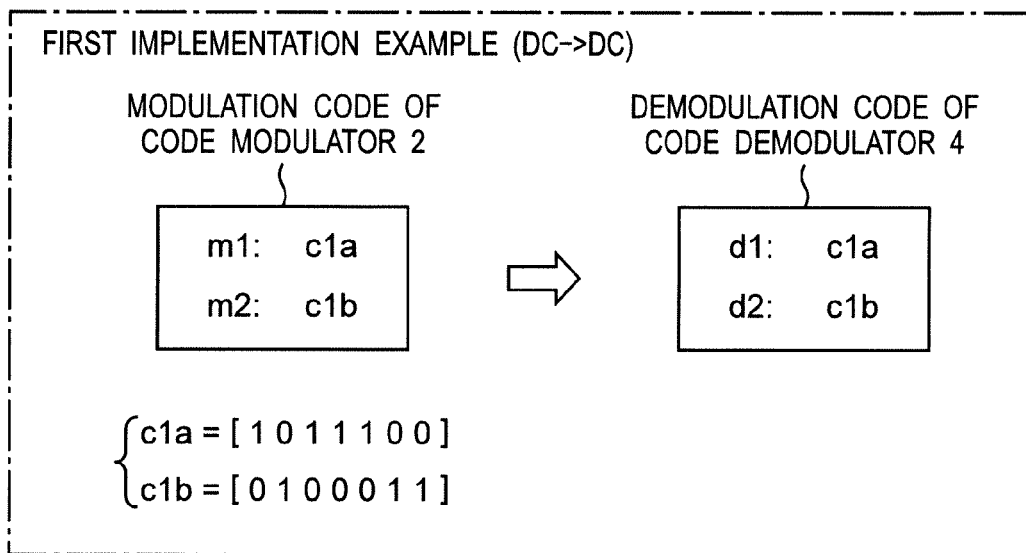 FIRST IMPLEMENTATION EXAMPLE (DC->DC)
MODULATION CODE OF
CODE MODULATOR 2
DEMODULATION CODE OF
CODE DEMODULATOR 4
m1: c1a
m2: c1b
d1: c1a
d2: c1b
c1a = [ 1 0 1 1 1 0 0 ]
c1b = [ 0 1 0 0 0 1 1 ]